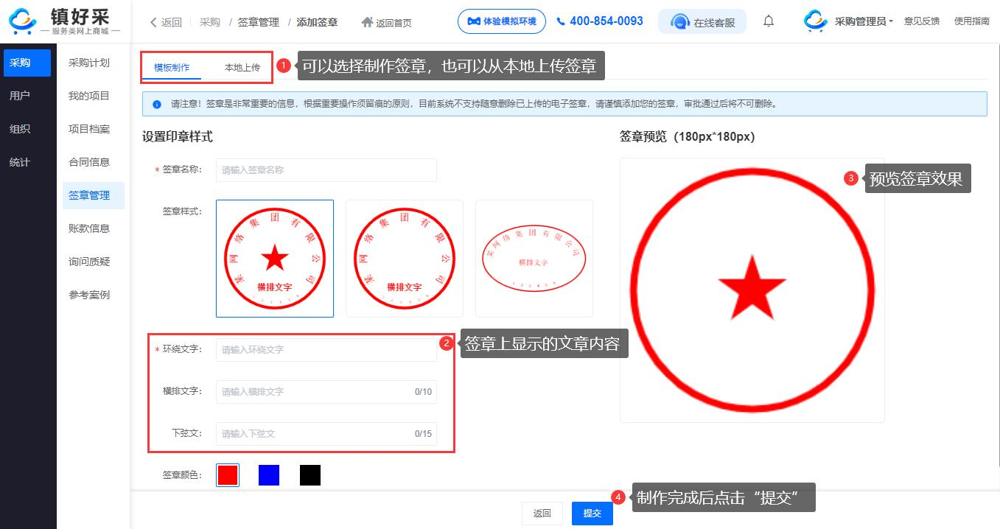 镇好采
服务类网上商城
返回
采购 / 签章管理 / 添加签章
返回首页
体验模拟环境
400-854-0093
在线客服
采购管理员
意见反馈
使用指南
采购
用户
组织
统计
采购计划
我的项目
项目档案
合同信息
签章管理
账款信息
询问质疑
参考案例
模板制作
本地上传
1 可以选择制作签章，也可以从本地上传签章
请注意！签章是非常重要的信息，根据重要操作须留痕的原则，目前系统不支持随意删除已上传的电子签章，请谨慎添加您的签章，审批通过后将不可删除。
设置印章样式
* 签章名称：
请输入签章名称
签章样式：
某网络集团有限公司
横排文字
123456
某网络集团有限公司
横排文字
123456
某网络集团有限公司
横排文字
123456
2 签章上显示的文章内容
* 环绕文字：
请输入环绕文字
横排文字：
请输入横排文字
0/10
下弦文：
请输入下弦文
0/15
签章颜色：
签章预览（180px*180px）
3 预览签章效果
返回
提交
4 制作完成后点击“提交”